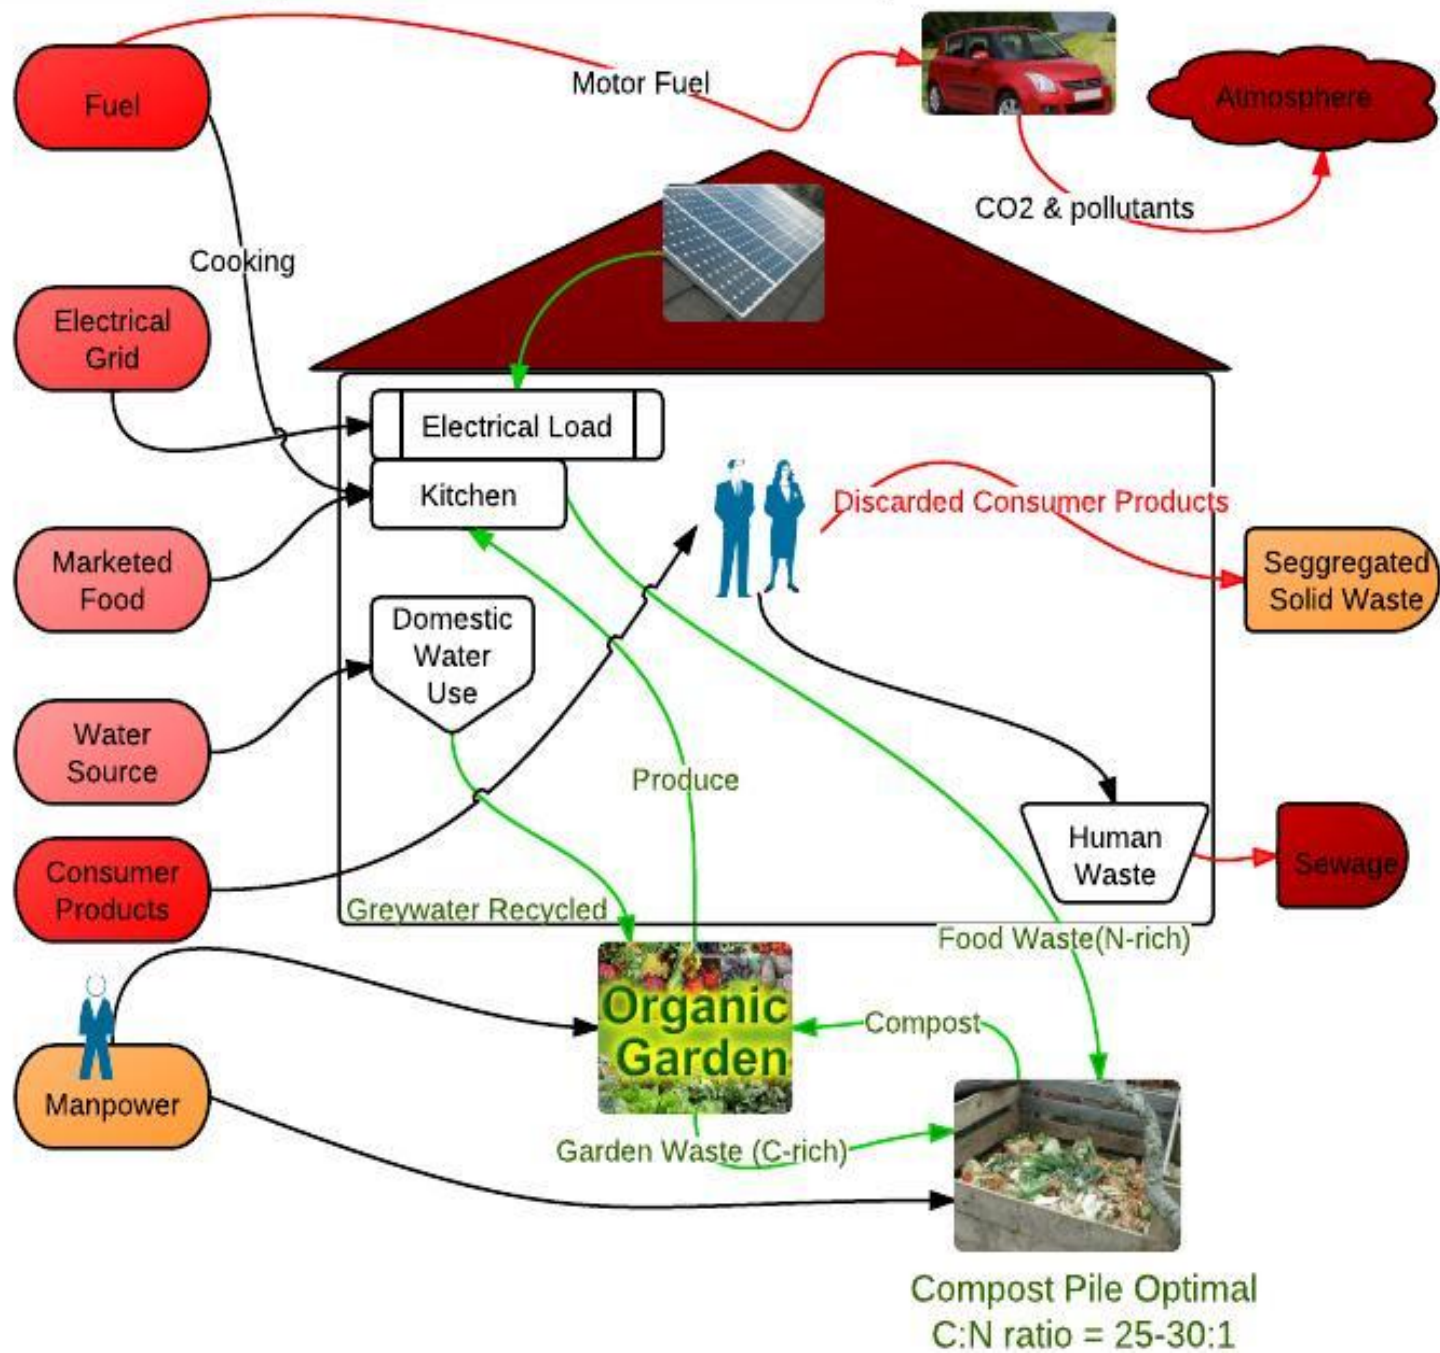 Fuel
Motor Fuel
Atmosphere
CO2 & pollutants
Cooking
Electrical
Grid
Electrical Load
Kitchen
Discarded Consumer Products
Marketed
Food
Seggregated
Solid Waste
Domestic
Water
Use
Water
Source
Produce
Human
Waste
Sewage
Consumer
Products
Greywater Recycled
Food Waste(N-rich)
Organic
Garden
Compost
Manpower
Garden Waste (C-rich)
Compost Pile Optimal
C:N ratio = 25-30:1